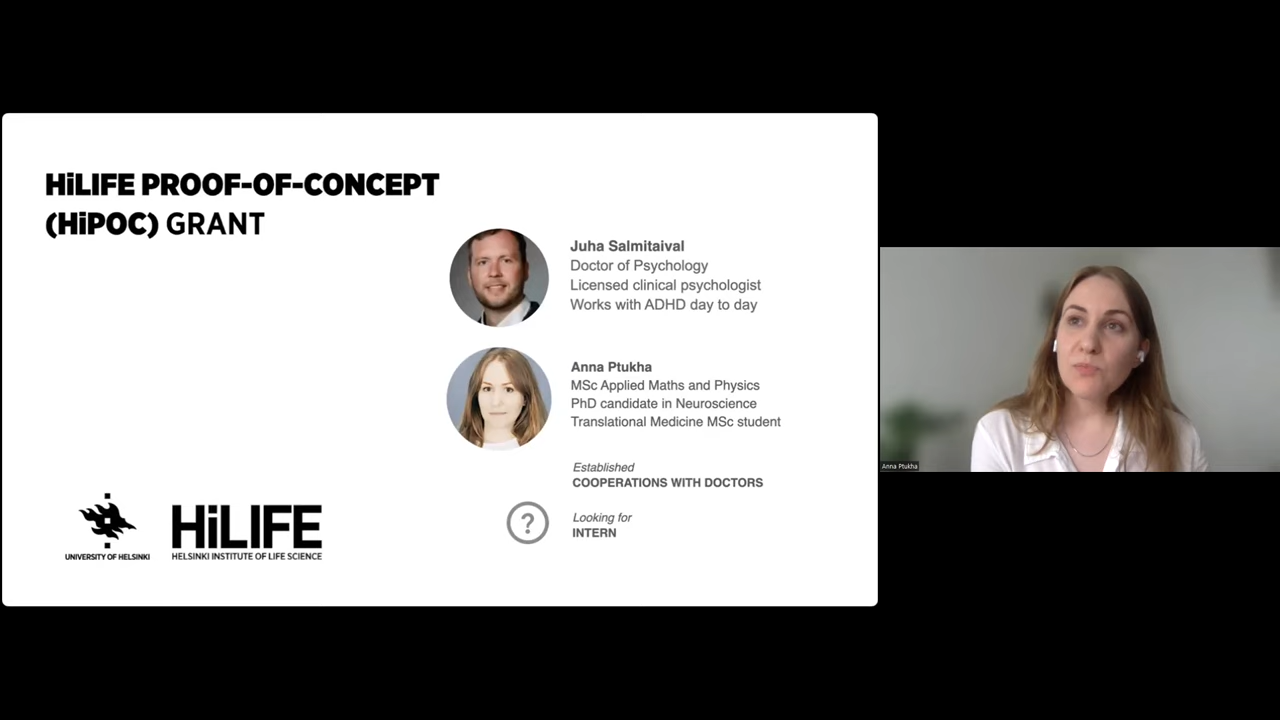 HiLIFE PROOF-OF-CONCEPT
(HiPOC) GRANT
Juha Salmitaival
Doctor of Psychology
Licensed clinical psychologist
Works with ADHD day to day
Anna Ptukha
MSc Applied Maths and Physics
PhD candidate in Neuroscience
Translational Medicine MSc student
Established
COOPERATIONS WITH DOCTORS
?
Looking for
INTERN
UNIVERSITY OF HELSINKI
HiLIFE
HELSINKI INSTITUTE OF LIFE SCIENCE
Anna Ptukha